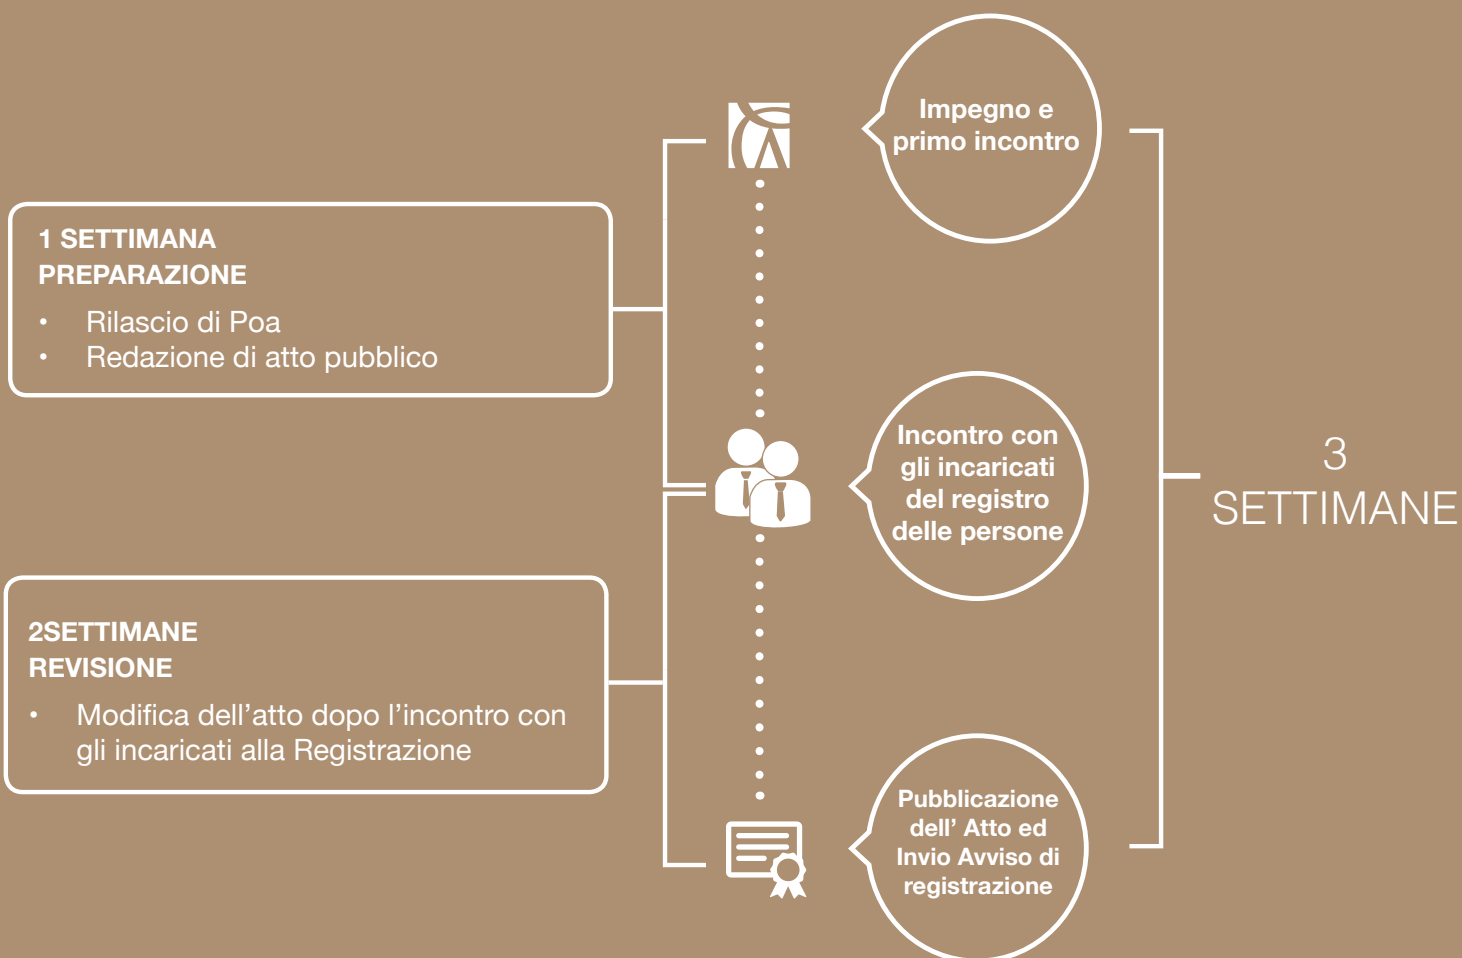 Impegno e
primo incontro
1 SETTIMANA
PREPARAZIONE
• Rilascio di Poa
• Redazione di atto pubblico
Incontro con
gli incaricati
del registro
delle persone
3
SETTIMANE
2SETTIMANE
REVISIONE
• Modifica dell’atto dopo l’incontro con
gli incaricati alla Registrazione
Pubblicazione
dell’ Atto ed
Invio Avviso di
registrazione